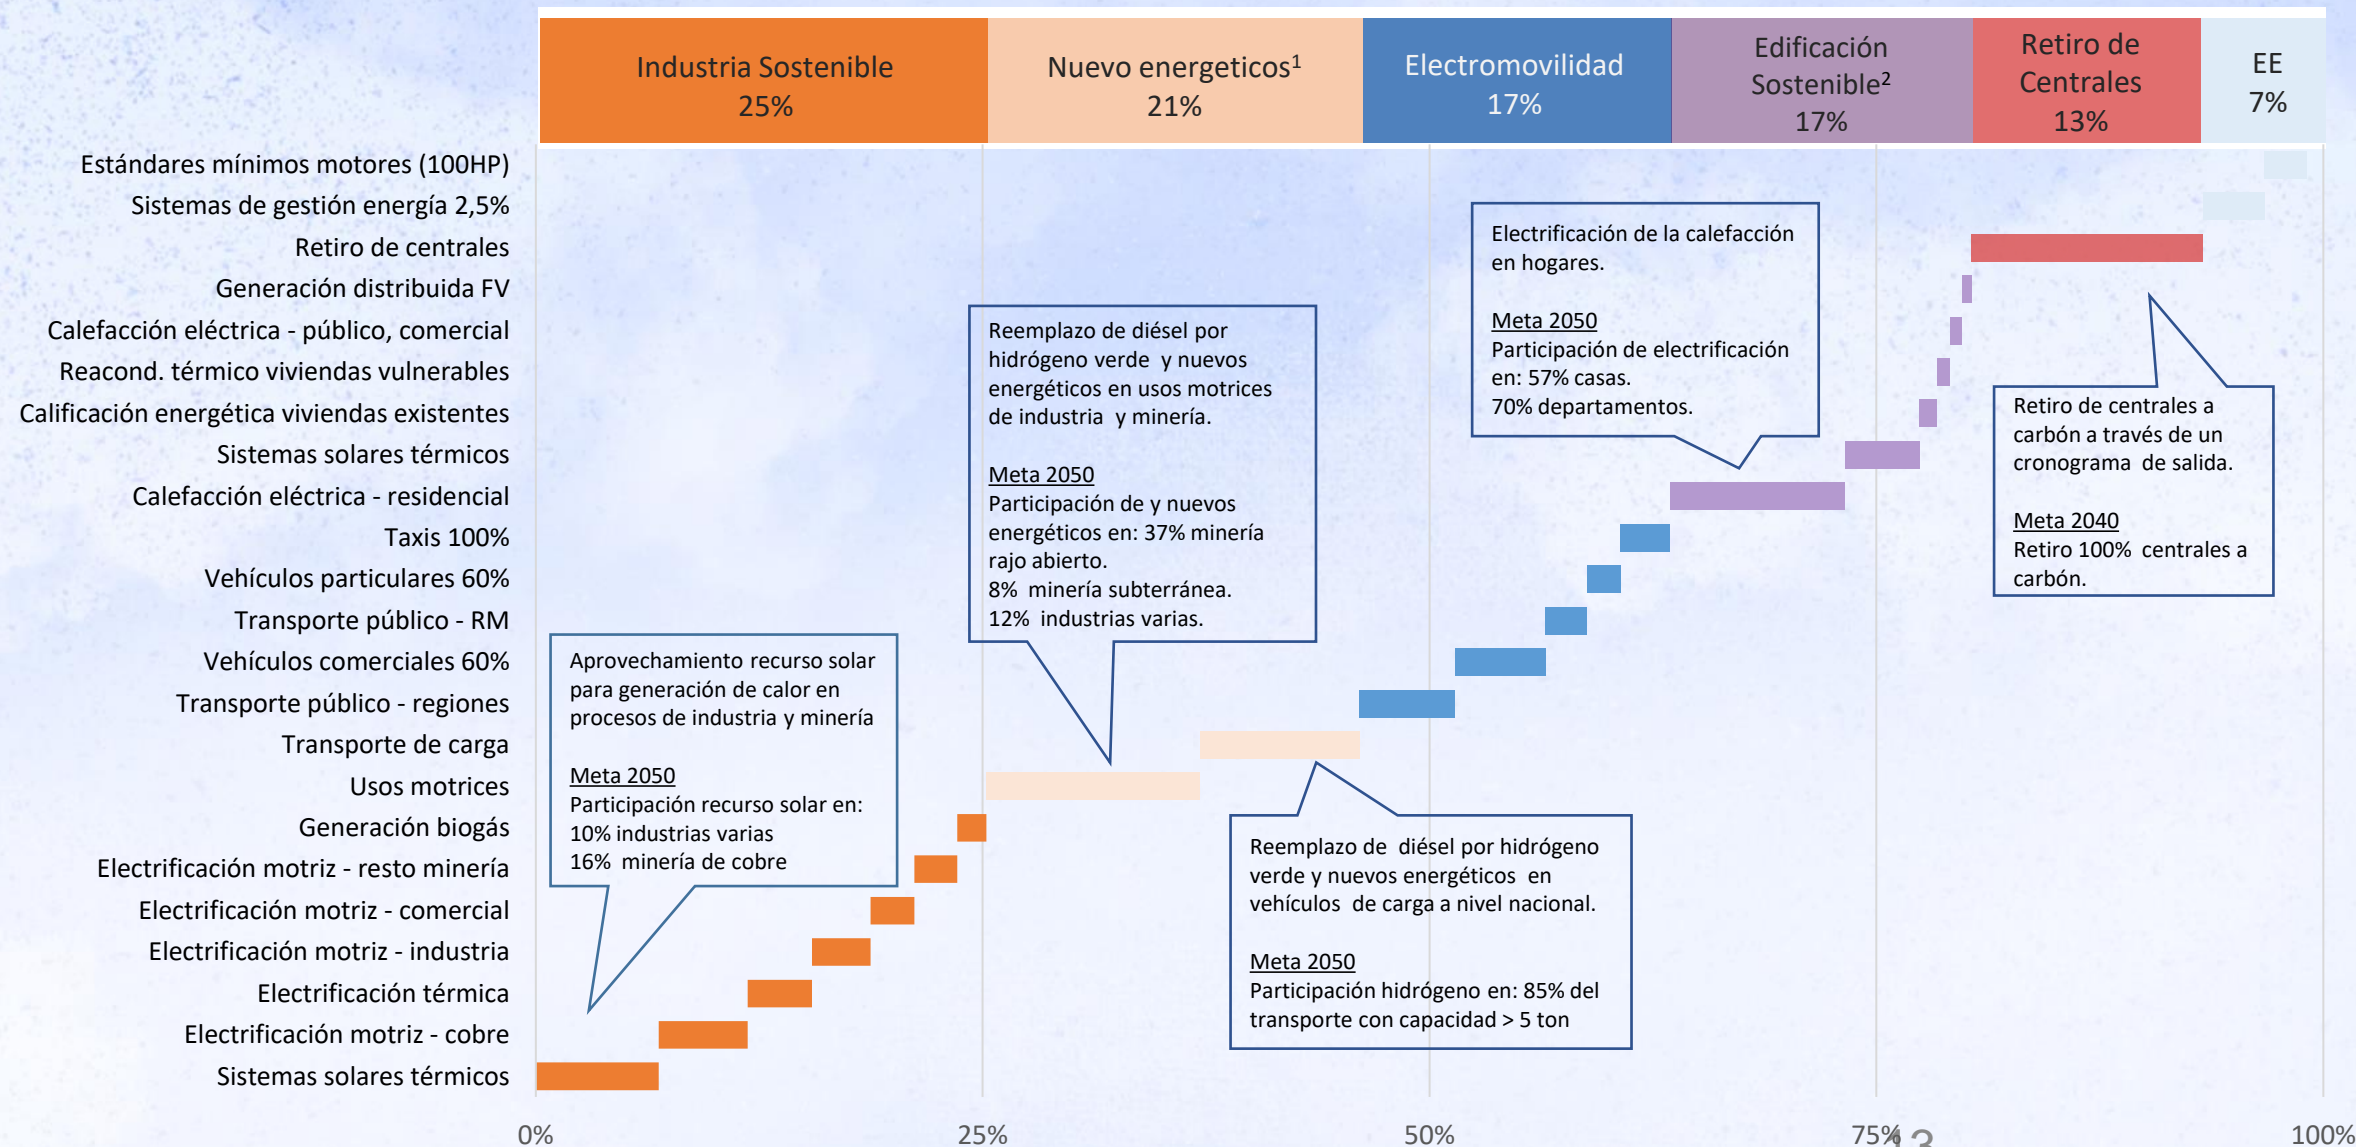 Industria Sostenible
25%
Nuevo energeticos¹
21%
Electromovilidad
17%
Edificación
Sostenible²
17%
Retiro de
Centrales
13%
EE
7%
Estándares mínimos motores (100HP)
Sistemas de gestión energía 2,5%
Retiro de centrales
Generación distribuida FV
Calefacción eléctrica - público, comercial
Reacond. térmico viviendas vulnerables
Calificación energética viviendas existentes
Sistemas solares térmicos
Calefacción eléctrica - residencial
Taxis 100%
Vehículos particulares 60%
Transporte público - RM
Vehículos comerciales 60%
Transporte público - regiones
Transporte de carga
Usos motrices
Generación biogás
Electrificación motriz - resto minería
Electrificación motriz - comercial
Electrificación motriz - industria
Electrificación térmica
Electrificación motriz - cobre
Sistemas solares térmicos
Aprovechamiento recurso solar
para generación de calor en
procesos de industria y minería
Meta 2050
Participación recurso solar en:
10% industrias varias
16% minería de cobre
Reemplazo de diésel por
hidrógeno verde y nuevos
energéticos en usos motrices
de industria y minería.
Meta 2050
Participación de y nuevos
energéticos en: 37% minería
rajo abierto.
8% minería subterránea.
12% industrias varias.
Reemplazo de diésel por hidrógeno
verde y nuevos energéticos en
vehículos de carga a nivel nacional.
Meta 2050
Participación hidrógeno en: 85% del
transporte con capacidad > 5 ton
Electrificación de la calefacción
en hogares.
Meta 2050
Participación de electrificación
en: 57% casas.
70% departamentos.
Retiro de centrales a
carbón a través de un
cronograma de salida.
Meta 2040
Retiro 100% centrales a
carbón.
0%
25%
50%
75%
13
100%